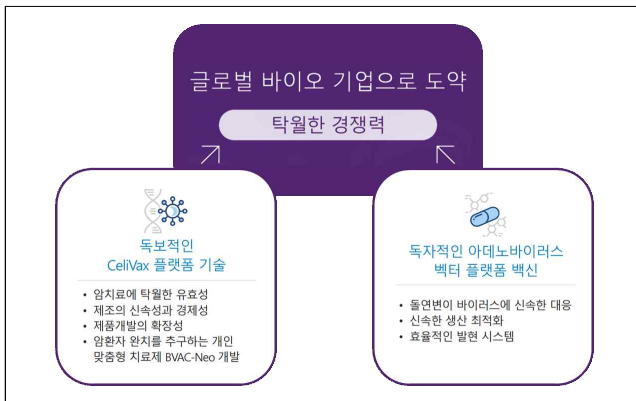 글로벌 바이오 기업으로 도약
탁월한 경쟁력
독보적인
CeliVax 플랫폼 기술
• 암치료에 탁월한 유효성
• 제조의 신속성과 경제성
• 제품개발의 확장성
• 암환자 완치를 추구하는 개인
맞춤형 치료제 BVAC-Neo 개발
독자적인 아데노바이러스
벡터 플랫폼 백신
• 돌연변이 바이러스에 신속한 대응
• 신속한 생산 최적화
• 효율적인 발현 시스템